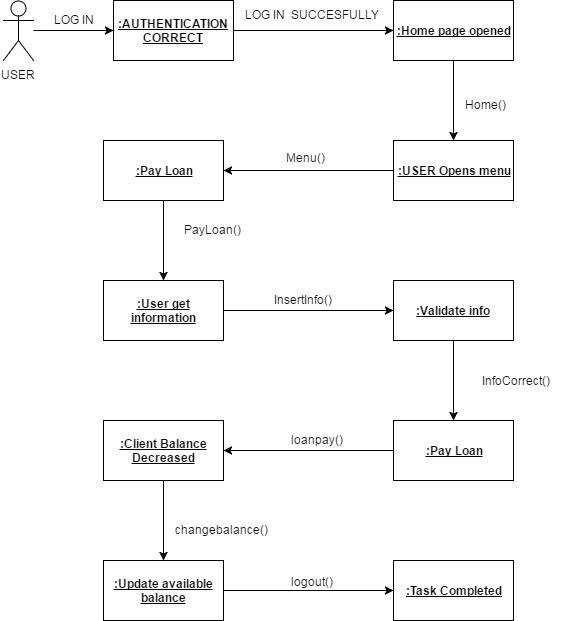 LOG IN
:AUTHENTICATION
CORRECT
LOG IN  SUCCESFULLY
:Home page opened
USER
Home()
:Pay Loan
Menu()
:USER Opens menu
PayLoan()
:User get
information
InsertInfo()
:Validate info
InfoCorrect()
:Client Balance
Decreased
loanpay()
:Pay Loan
changebalance()
:Update available
balance
logout()
:Task Completed